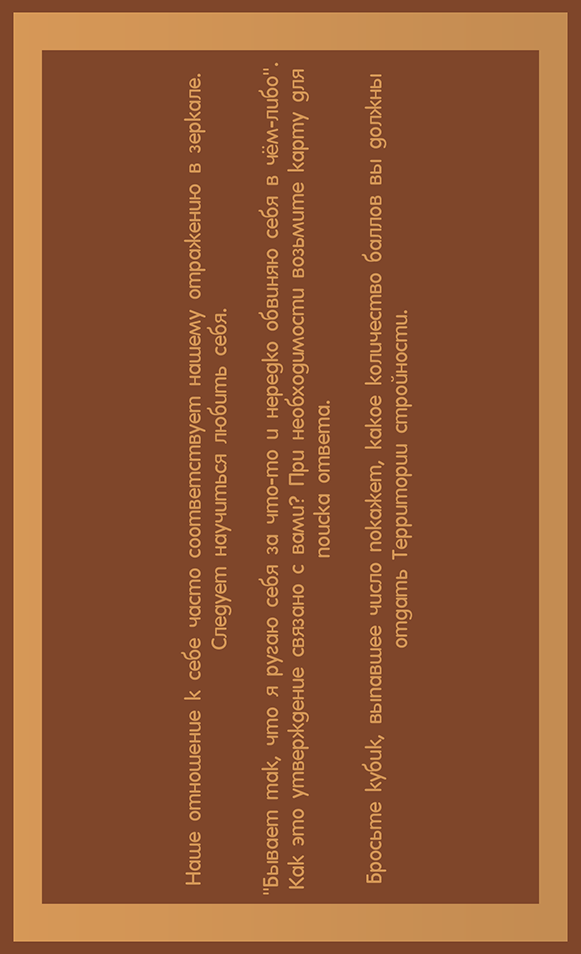 Наше отношение к себе часто соответствует нашему отражению в зеркале.
Следует научиться любить себя.
"Бывает так, что я ругаю себя за что-то и нередко обвиняю себя в чём-либо".
Как это утверждение связано с вами? При необходимости возьмите карту для
поиска ответа.
Бросьте кубик, выпавшее число покажет, какое количество баллов вы должны
отдать Территории стройности.